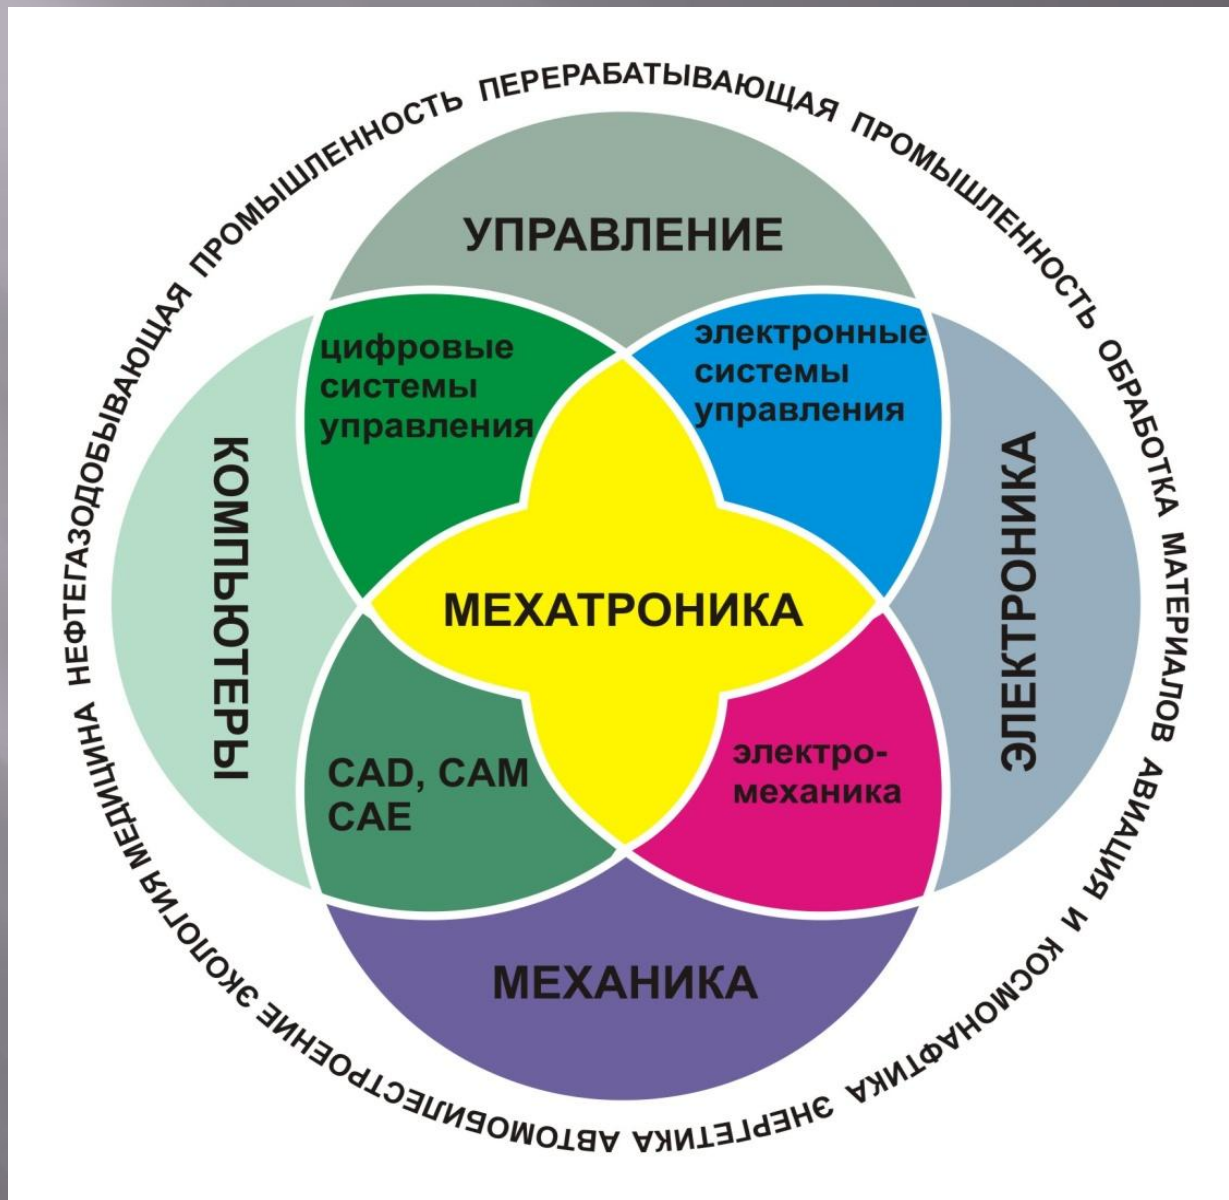 НЕФТЕГАЗОДОБЫВАЮЩАЯ ПРОМЫШЛЕННОСТЬ ПЕРЕРАБАТЫВАЮЩАЯ ПРОМЫШЛЕННОСТЬ ОБРАБОТКА МАТЕРИАЛОВ АВИАЦИЯ И КОСМОНАФТИКА ЭНЕРГЕТИКА АВТОМОБИЛЕСТРОЕНИЕ ЭКОЛОГИЯ МЕДИЦИНА
УПРАВЛЕНИЕ
цифровые
системы
управления
электронные
системы
управления
КОМПЬЮТЕРЫ
МЕХАТРОНИКА
ЭЛЕКТРОНИКА
CAD, CAM
CAE
электро-
механика
МЕХАНИКА